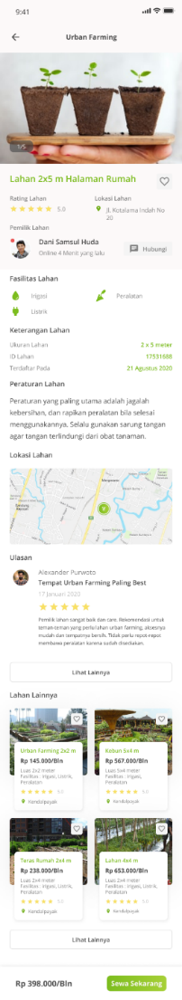 9:41
Urban Farming
1/5
Lahan 2x5 m Halaman Rumah
Rating Lahan
5.0
Lokasi Lahan
Jl. Kotalama Indah No
20
Pemilik Lahan
Dani Samsul Huda
Online 4 Menit yang lalu
Hubungi
Fasilitas Lahan
Irigasi
Peralatan
Listrik
Keterangan Lahan
Ukuran Lahan
2 x 5 meter
ID Lahan
17531688
Terdaftar Pada
21 Agustus 2020
Peraturan Lahan
Peraturan yang paling utama adalah jagalah
kebersihan, dan rapikan peralatan bila selesai
menggunakannya. Selalu gunakan sarung tangan
agar tangan terlindungi dari obat tanaman.
Lokasi Lahan
Ulasan
Alexander Purwoto
Tempat Urban Farming Paling Best
17 Januari 2020
Pemilik lahan sangat baik dan care. Rekomendasi untuk
teman-teman yang perlu lahan urban farming, aksesnya
mudah dan tempatnya bersih. Tidak perlu repot-repot
membawa peralatan karena sudah disediakan.
Lihat Lainnya
Lahan Lainnya
Urban Farming 2x2 m
Rp 145.000/Bln
Luas 2x2 meter
Fasilitas : Irigasi, Listrik,
Peralatan
5.0
Kendalpayak
Kebun 5x4 m
Rp 567.000/Bln
Luas 5x4 meter
Fasilitas : Irigasi,
Peralatan
5.0
Kendalpayak
Teras Rumah 2x4 m
Rp 238.000/Bln
Luas 2x4 meter
Fasilitas : Irigasi, Listrik,
Peralatan
5.0
Kendalpayak
Lahan 4x4 m
Rp 653.000/Bln
Luas 2x4 meter
Fasilitas : Irigasi, Listrik,
Peralatan
5.0
Kendalpayak
Lihat Lainnya
Rp 398.000/Bln
Sewa Sekarang